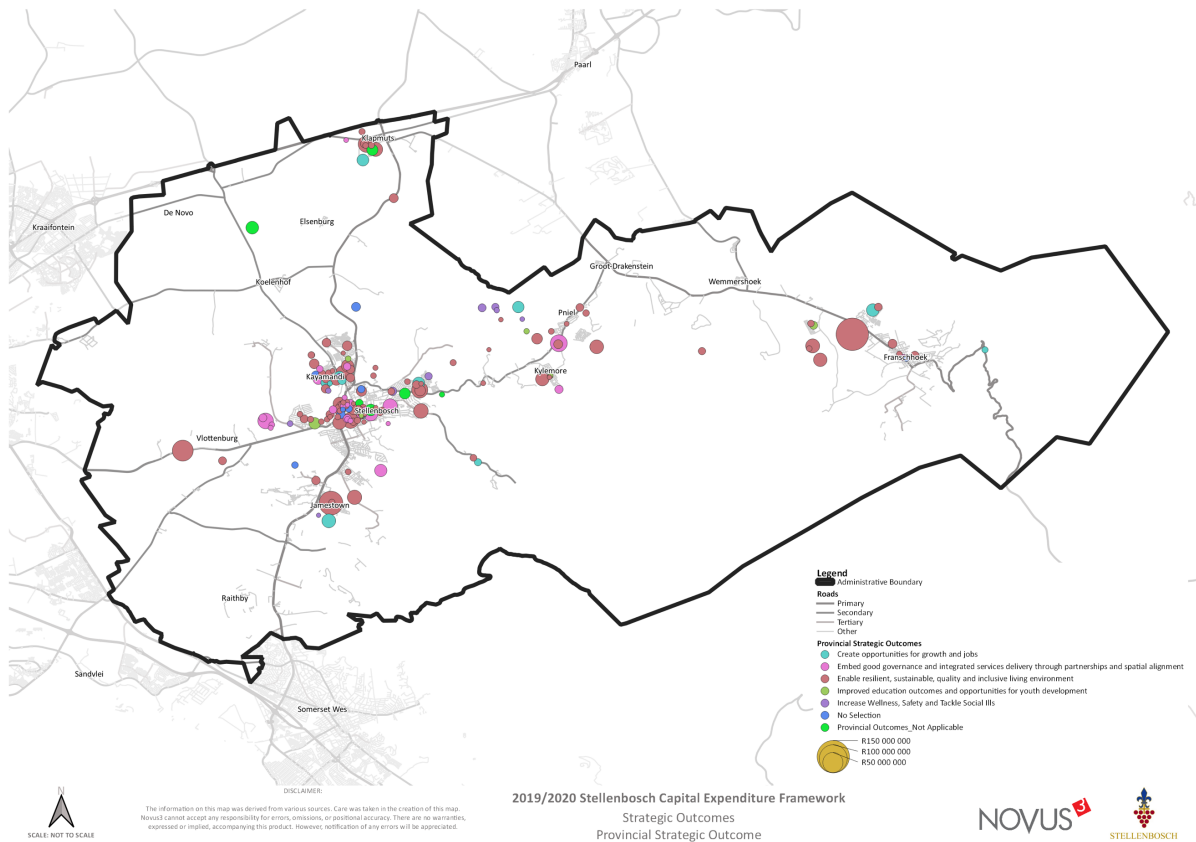 Paarl
Klapmuts
De Novo
Elsenburg
Kraaifontein
Koelenhof
Groot-Drakenstein
Wemmershoek
Pniel
Franschhoek
Kylemore
Kayamandi
Stellenbosch
Vlottenburg
Jamestown
Raithby
Sandvlei
Somerset Wes
Legend
Administrative Boundary
Roads
Primary
Secondary
Tertiary
Other
Provincial Strategic Outcomes
Create opportunities for growth and jobs
Embed good governance and integrated services delivery through partnerships and spatial alignment
Enable resilient, sustainable, quality and inclusive living environment
Improved education outcomes and opportunities for youth development
Increase Wellness, Safety and Tackle Social Ills
No Selection
Provincial Outcomes_Not Applicable
R150 000 000
R100 000 000
R50 000 000
N
SCALE: NOT TO SCALE
DISCLAIMER:
The information on this map was derived from various sources. Care was taken in the creation of this map.
Novus3 cannot accept any responsibility for errors, omissions, or positional accuracy. There are no warranties,
expressed or implied, accompanying this product. However, notification of any errors will be appreciated.
2019/2020 Stellenbosch Capital Expenditure Framework
Strategic Outcomes
Provincial Strategic Outcome
NOVUS3
STELLENBOSCH